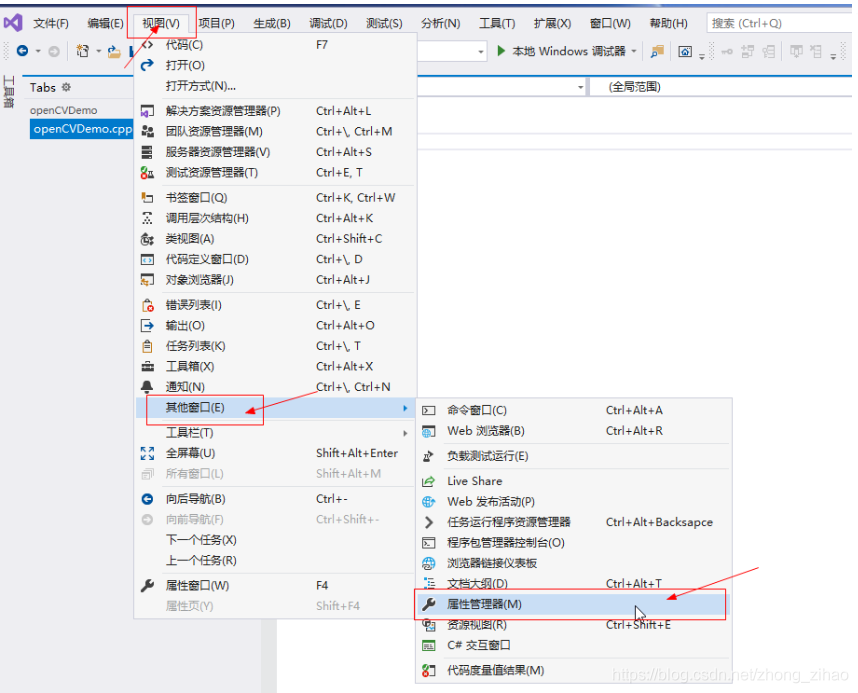 文件(F) 编辑(E) 视图(V) 项目(P) 生成(B) 调试(D) 测试(S) 分析(N) 工具(T) 扩展(X) 窗口(W) 帮助(H) 搜索 (Ctrl+Q)
本地 Windows 调试器
工具箱
Tabs
(全局范围)
openCVDemo
openCVDemo.cpp
代码(C) F7
打开(O)
打开方式(N)...
解决方案资源管理器(P) Ctrl+Alt+L
团队资源管理器(M) Ctrl+\, Ctrl+M
服务器资源管理器(V) Ctrl+Alt+S
测试资源管理器(T) Ctrl+E, T
书签窗口(Q) Ctrl+K, Ctrl+W
调用层次结构(H) Ctrl+Alt+K
类视图(A) Ctrl+Shift+C
代码定义窗口(D) Ctrl+\, D
对象浏览器(J) Ctrl+Alt+J
错误列表(I) Ctrl+\, E
输出(O) Ctrl+Alt+O
任务列表(K) Ctrl+\, T
工具箱(X) Ctrl+Alt+X
通知(N) Ctrl+\, Ctrl+N
其他窗口(E)
工具栏(T)
全屏幕(U) Shift+Alt+Enter
所有窗口(L) Shift+Alt+M
向后导航(B) Ctrl+-
向前导航(F) Ctrl+Shift+-
下一个任务(X)
上一个任务(R)
属性窗口(W) F4
属性页(Y) Shift+F4
命令窗口(C) Ctrl+Alt+A
Web 浏览器(B) Ctrl+Alt+R
负载测试运行(E)
Live Share
Web 发布活动(P)
任务运行程序资源管理器 Ctrl+Alt+Backsapce
程序包管理器控制台(O)
浏览器链接仪表板
文档大纲(D) Ctrl+Alt+T
属性管理器(M)
资源视图(R) Ctrl+Shift+E
C# 交互窗口
代码度量值结果(M)
https://blog.csdn.net/zhong_zihao